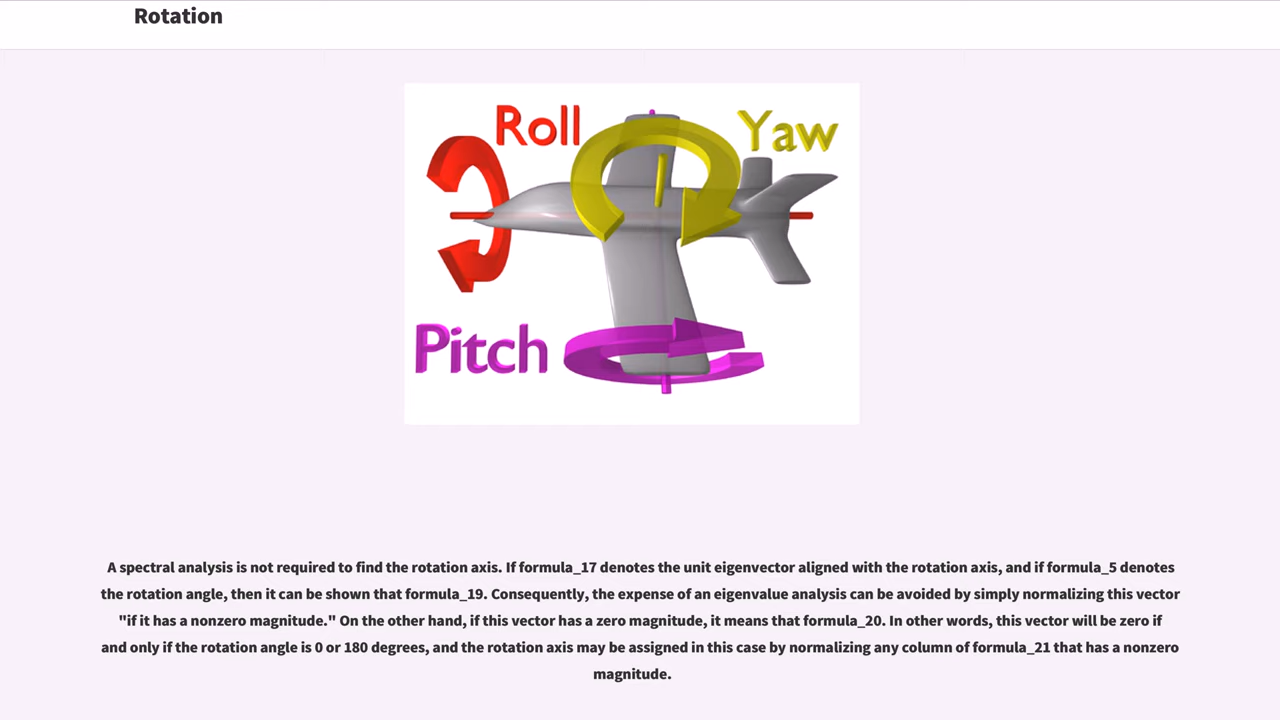 Rotation
Roll
Yaw
Pitch
A spectral analysis is not required to find the rotation axis. If formula_17 denotes the unit eigenvector aligned with the rotation axis, and if formula_5 denotes
the rotation angle, then it can be shown that formula_19. Consequently, the expense of an eigenvalue analysis can be avoided by simply normalizing this vector
"if it has a nonzero magnitude." On the other hand, if this vector has a zero magnitude, it means that formula_20. In other words, this vector will be zero if
and only if the rotation angle is 0 or 180 degrees, and the rotation axis may be assigned in this case by normalizing any column of formula_21 that has a nonzero
magnitude.